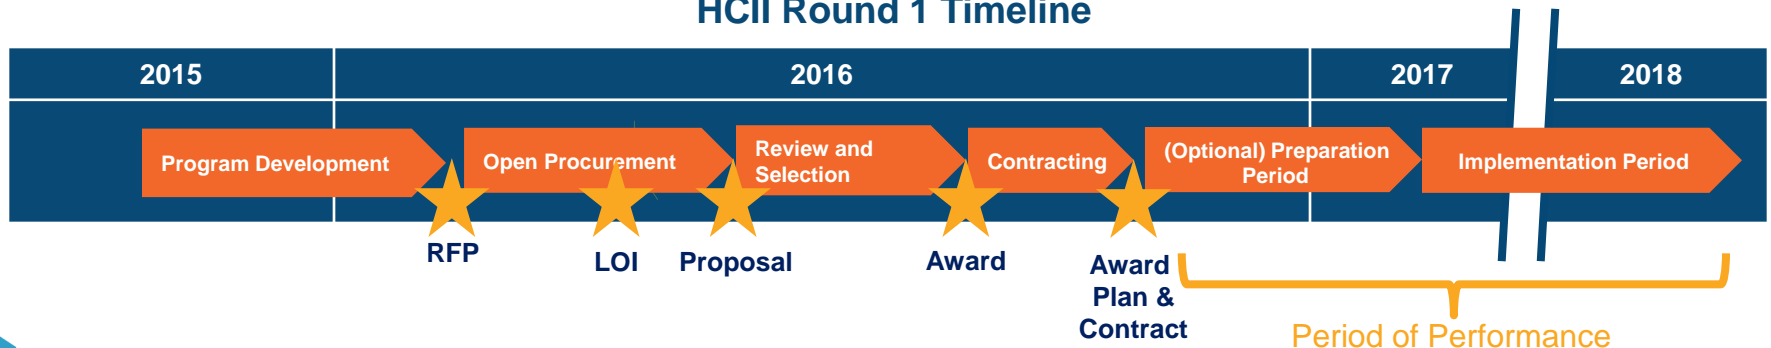 HCII Round 1 Timeline
2015
2016
2017
2018
Program Development
Open Procurement
Review and
Selection
Contracting
(Optional) Preparation
Period
Implementation Period
RFP
LOI
Proposal
Award
Award
Plan &
Contract
Period of Performance